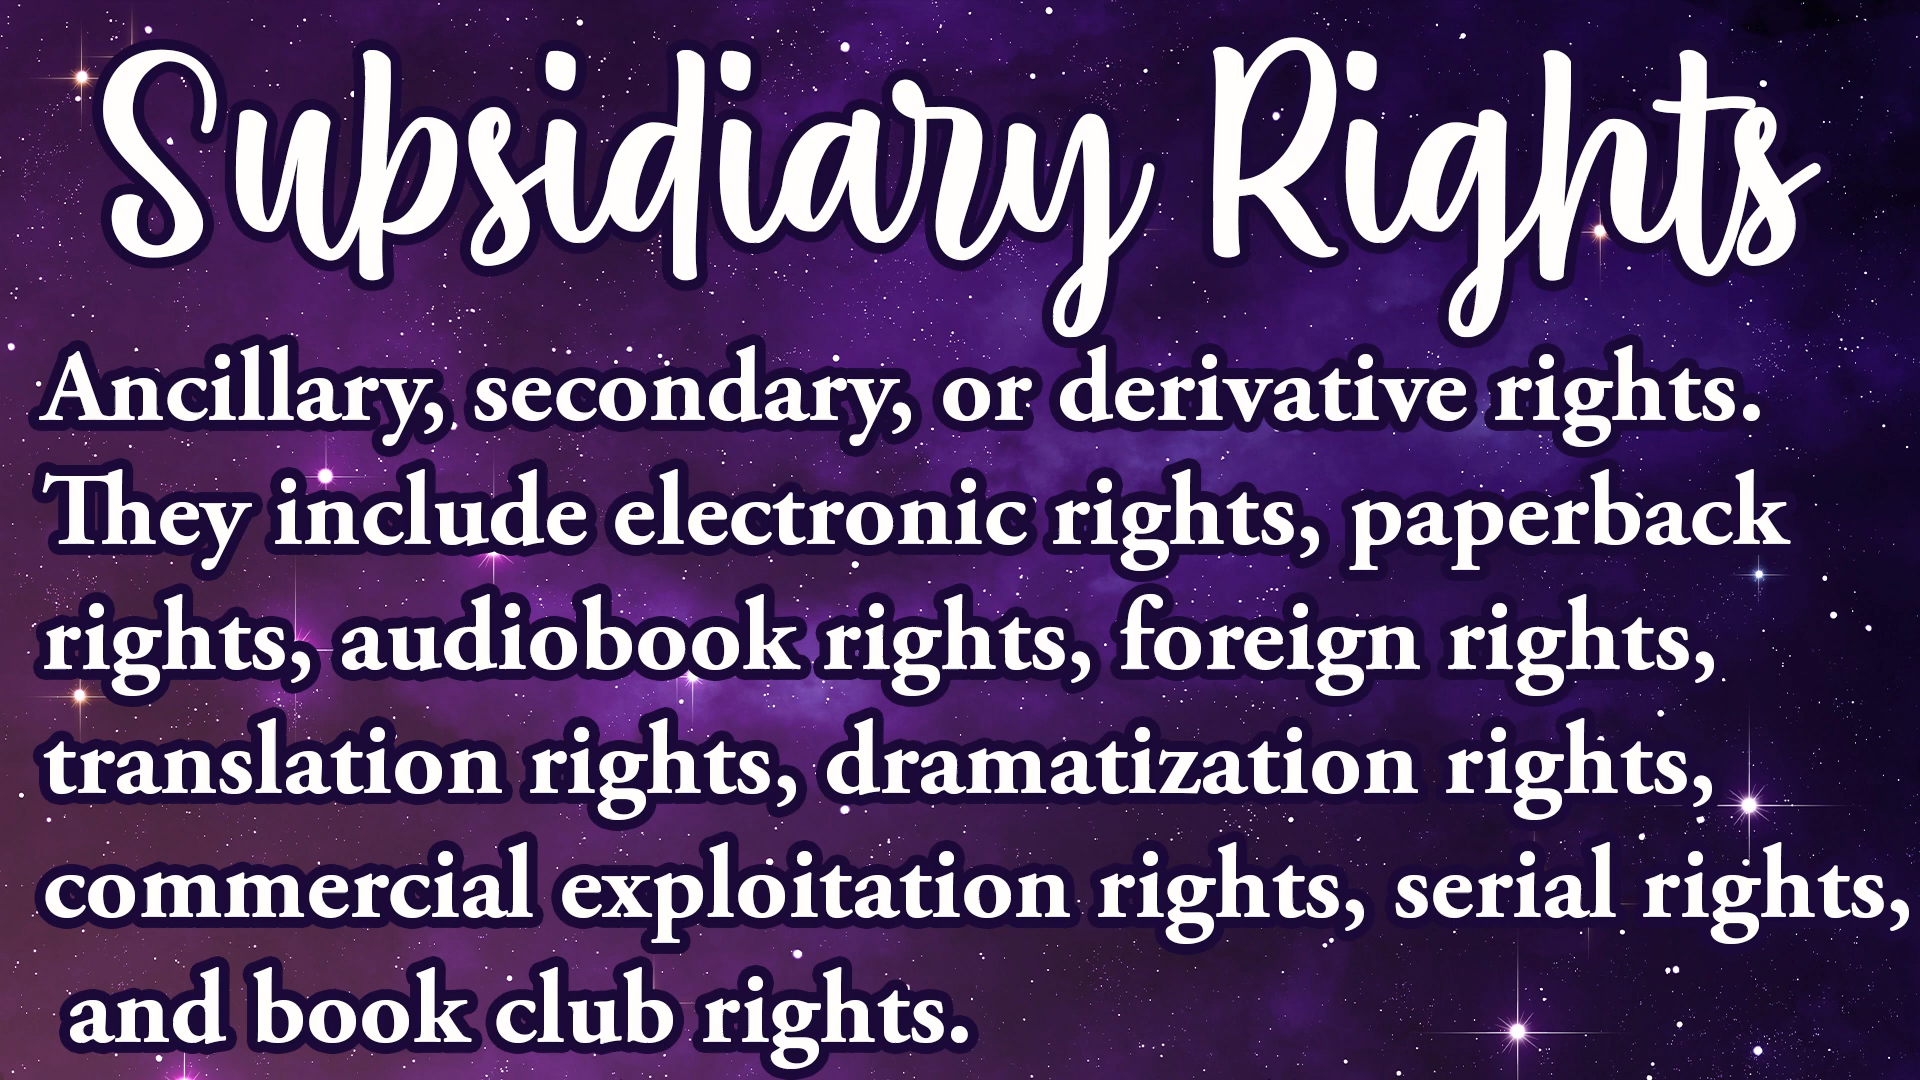 Subsidiary Rights
Ancillary, secondary, or derivative rights.
They include electronic rights, paperback
rights, audiobook rights, foreign rights,
translation rights, dramatization rights,
commercial exploitation rights, serial rights,
and book club rights.